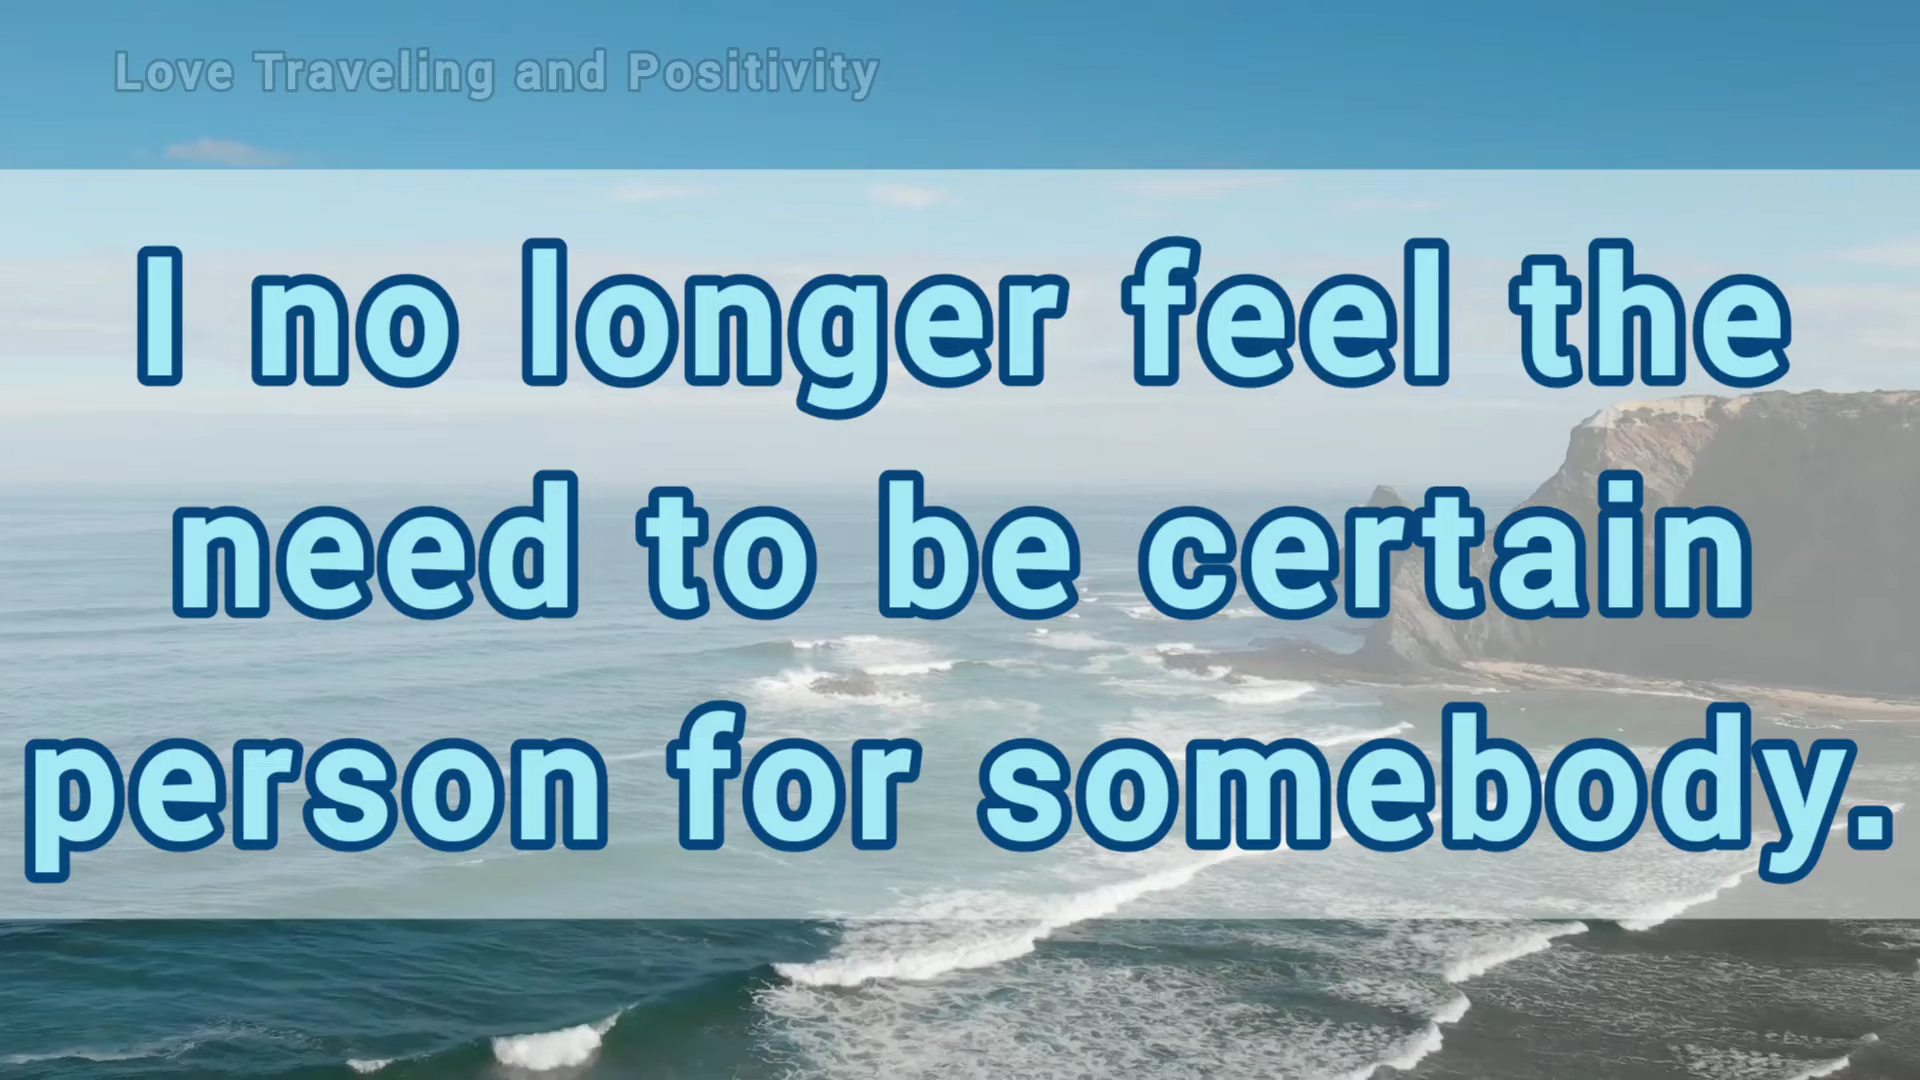 Love Traveling and Positivity
I no longer feel the
need to be certain
person for somebody.